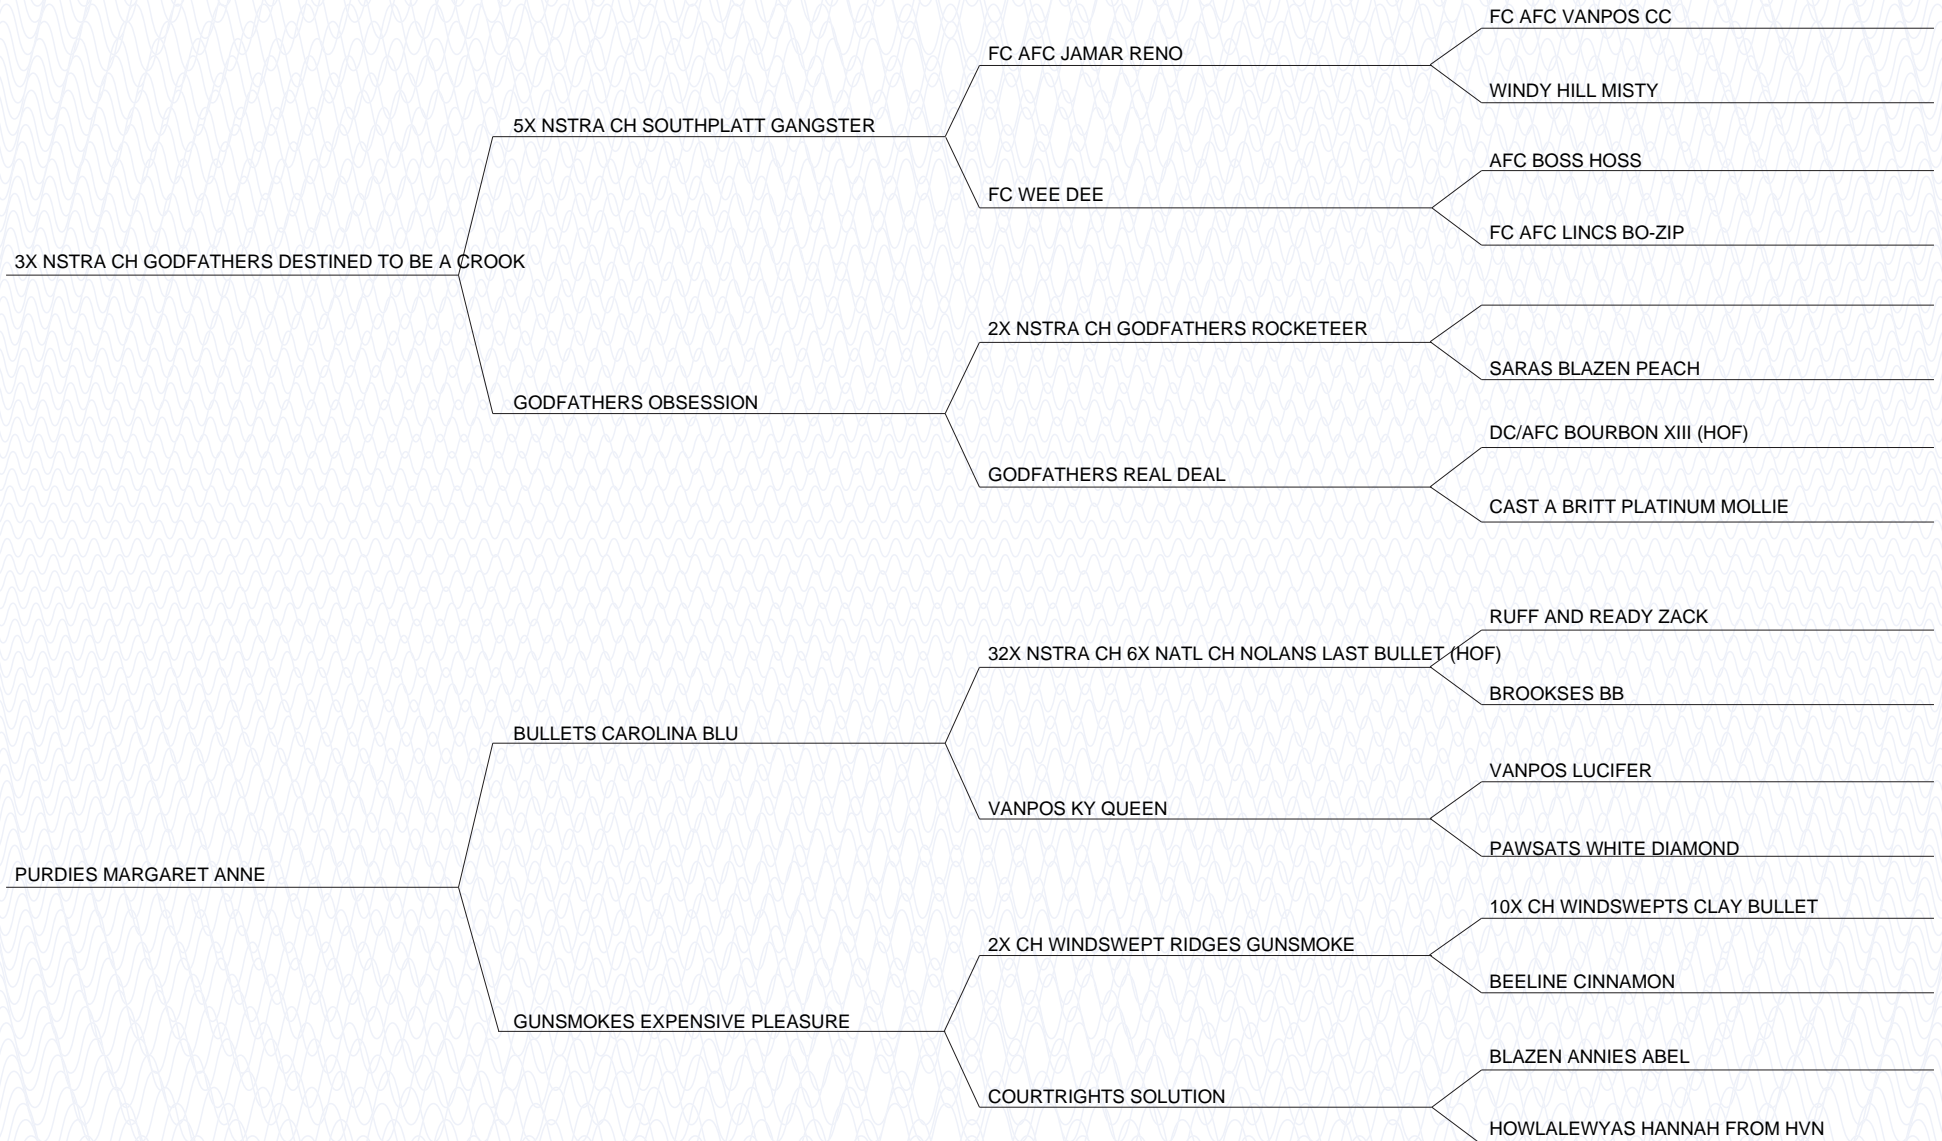 FC AFC VANPOS CC
FC AFC JAMAR RENO
WINDY HILL MISTY
5X NSTRA CH SOUTHPLATT GANGSTER
AFC BOSS HOSS
FC WEE DEE
FC AFC LINCS BO-ZIP
3X NSTRA CH GODFATHERS DESTINED TO BE A CROOK
2X NSTRA CH GODFATHERS ROCKETEER
SARAS BLAZEN PEACH
GODFATHERS OBSESSION
DC/AFC BOURBON XIII (HOF)
GODFATHERS REAL DEAL
CAST A BRITT PLATINUM MOLLIE
RUFF AND READY ZACK
32X NSTRA CH 6X NATL CH NOLANS LAST BULLET (HOF)
BROOKSES BB
BULLETS CAROLINA BLU
VANPOS LUCIFER
VANPOS KY QUEEN
PAWSATS WHITE DIAMOND
PURDIES MARGARET ANNE
10X CH WINDSWEPTS CLAY BULLET
2X CH WINDSWEPT RIDGES GUNSMOKE
BEELINE CINNAMON
GUNSMOKES EXPENSIVE PLEASURE
BLAZEN ANNIES ABEL
COURTRIGHTS SOLUTION
HOWLALEWYAS HANNAH FROM HVN